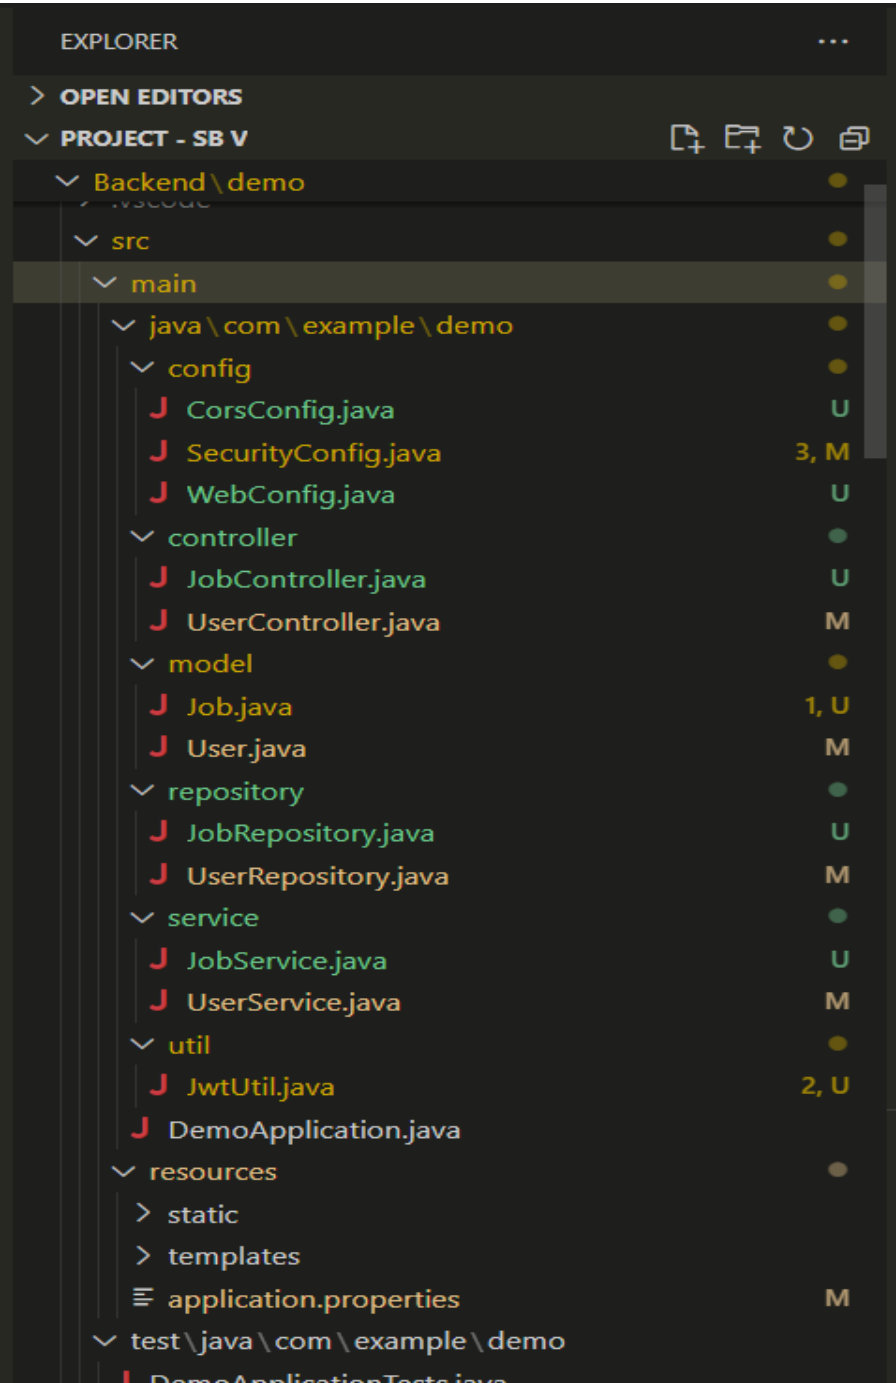 EXPLORER ...
OPEN EDITORS
PROJECT - SB V
Backend\demo
.vscode
src
main
java\com\example\demo
config
J CorsConfig.java U
J SecurityConfig.java 3, M
J WebConfig.java U
controller
J JobController.java U
J UserController.java M
model
J Job.java 1, U
J User.java M
repository
J JobRepository.java U
J UserRepository.java M
service
J JobService.java U
J UserService.java M
util
J JwtUtil.java 2, U
J DemoApplication.java
resources
static
templates
application.properties M
test\java\com\example\demo
J DemoApplicationTests.java